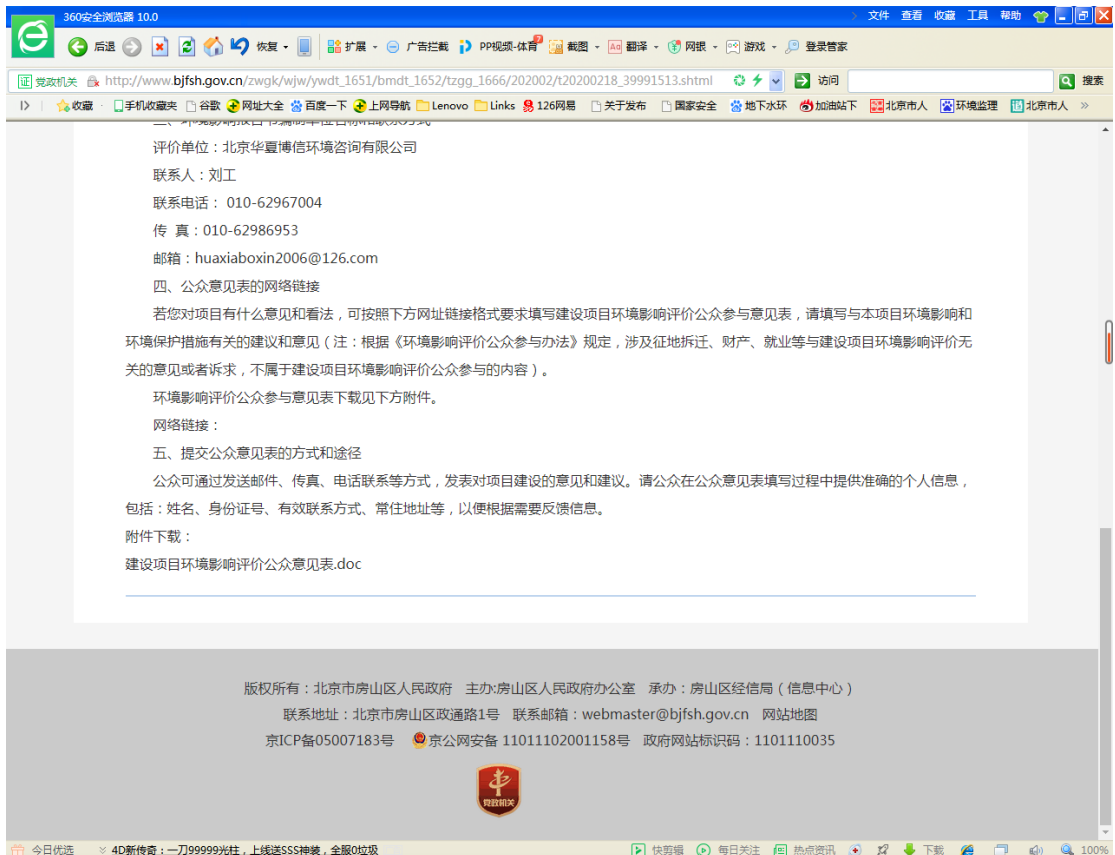 360安全浏览器 10.0
文件 查看 收藏 工具 帮助
后退 恢复 扩展 广告拦截 PP视频-体育 7 截图 Aa 翻译 网银 游戏 登录管家
证 党政机关 http://www.bjfsh.gov.cn/zwgk/wjw/ywdt_1651/bmdt_1652/tzgg_1666/202002/t20200218_39991513.shtml 访问 搜索
收藏 手机收藏夹 谷歌 网址大全 百度一下 上网导航 Lenovo Links 126网易 关于发布 国家安全 地下水环 加油站下 北京市人 环境监理 北京市人
三、环境影响报告书编制单位名称和联系方式
评价单位：北京华夏博信环境咨询有限公司
联系人：刘工
联系电话： 010-62967004
传 真：010-62986953
邮箱：huaxiaboxin2006@126.com
四、公众意见表的网络链接
若您对项目有什么意见和看法，可按照下方网址链接格式要求填写建设项目环境影响评价公众参与意见表，请填写与本项目环境影响和
环境保护措施有关的建议和意见（注：根据《环境影响评价公众参与办法》规定，涉及征地拆迁、财产、就业等与建设项目环境影响评价无
关的意见或者诉求，不属于建设项目环境影响评价公众参与的内容）。
环境影响评价公众参与意见表下载见下方附件。
网络链接：
五、提交公众意见表的方式和途径
公众可通过发送邮件、传真、电话联系等方式，发表对项目建设的意见和建议。请公众在公众意见表填写过程中提供准确的个人信息，
包括：姓名、身份证号、有效联系方式、常住地址等，以便根据需要反馈信息。
附件下载：
建设项目环境影响评价公众意见表.doc
版权所有：北京市房山区人民政府 主办:房山区人民政府办公室 承办：房山区经信局（信息中心）
联系地址：北京市房山区政通路1号 联系邮箱：webmaster@bjfsh.gov.cn 网站地图
京ICP备05007183号 京公网安备 11011102001158号 政府网站标识码：1101110035
党政机关
今日优选 4D新传奇：一刀99999光柱，上线送SSS神装，全服0垃圾 快剪辑 每日关注 热点资讯 下载 100%